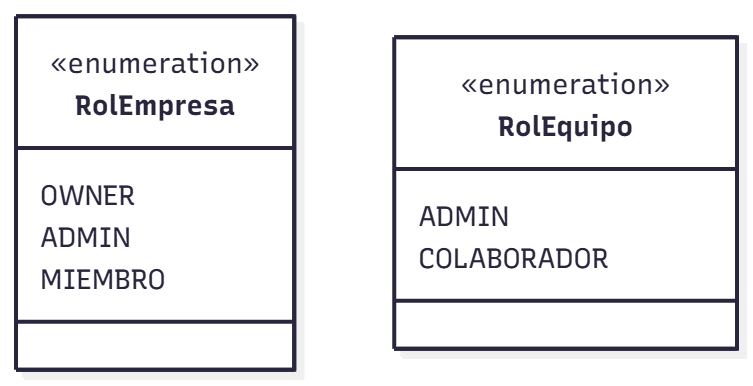 «enumeration»
RolEmpresa
OWNER
ADMIN
MIEMBRO
«enumeration»
RolEquipo
ADMIN
COLABORADOR